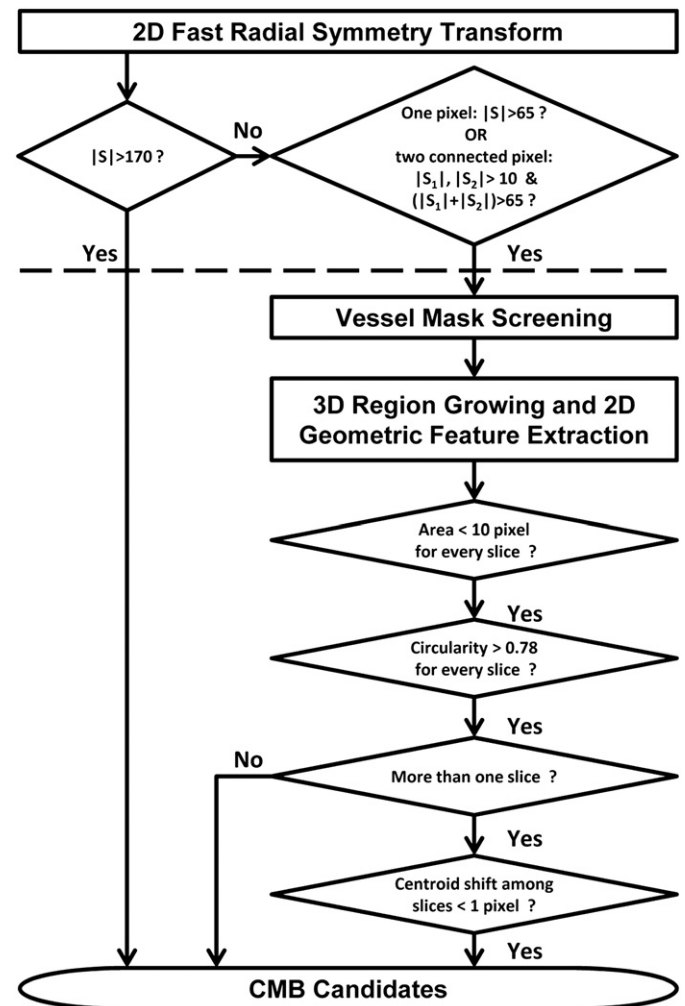 2D Fast Radial Symmetry Transform
|S|>170 ?
No
One pixel: |S|>65 ?
OR
two connected pixel:
|S₁|, |S₂|> 10 &
(|S₁|+|S₂|)>65 ?
Yes
Yes
Vessel Mask Screening
3D Region Growing and 2D
Geometric Feature Extraction
Area < 10 pixel
for every slice ?
Yes
Circularity > 0.78
for every slice ?
Yes
No
More than one slice ?
Yes
Centroid shift among
slices < 1 pixel ?
Yes
CMB Candidates